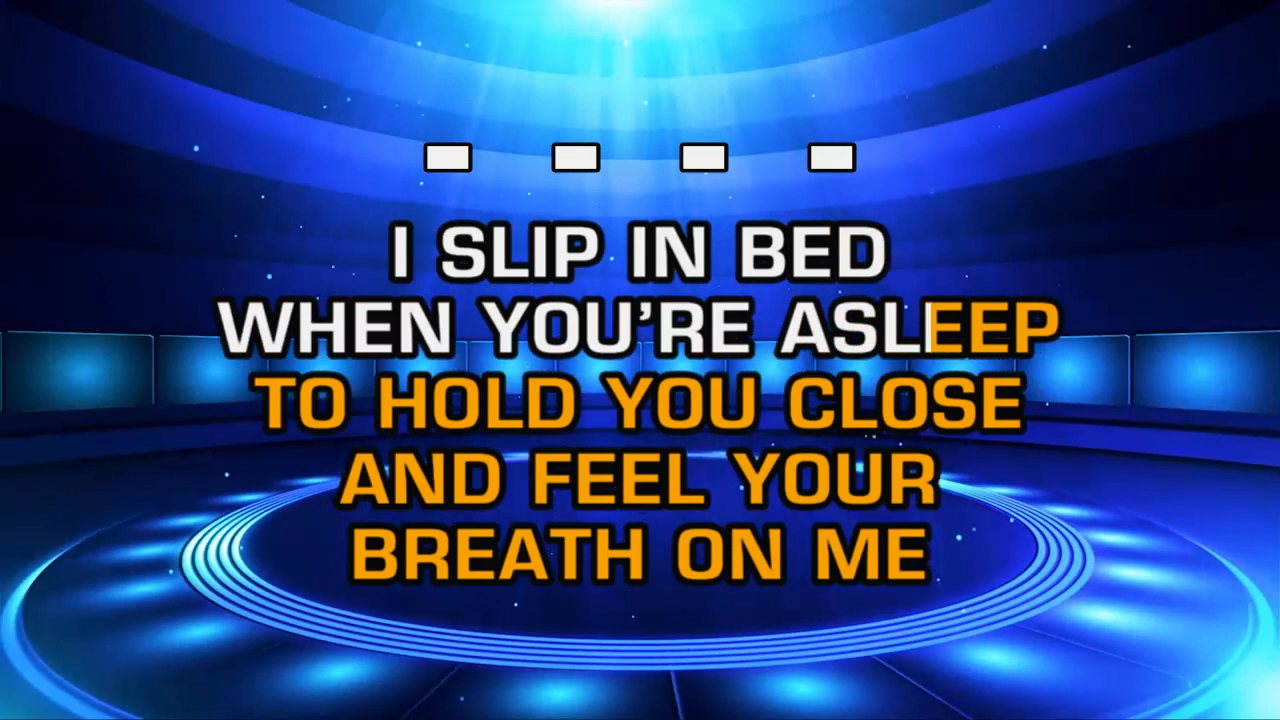 I SLIP IN BED
WHEN YOU'RE ASLEEP
TO HOLD YOU CLOSE
AND FEEL YOUR
BREATH ON ME